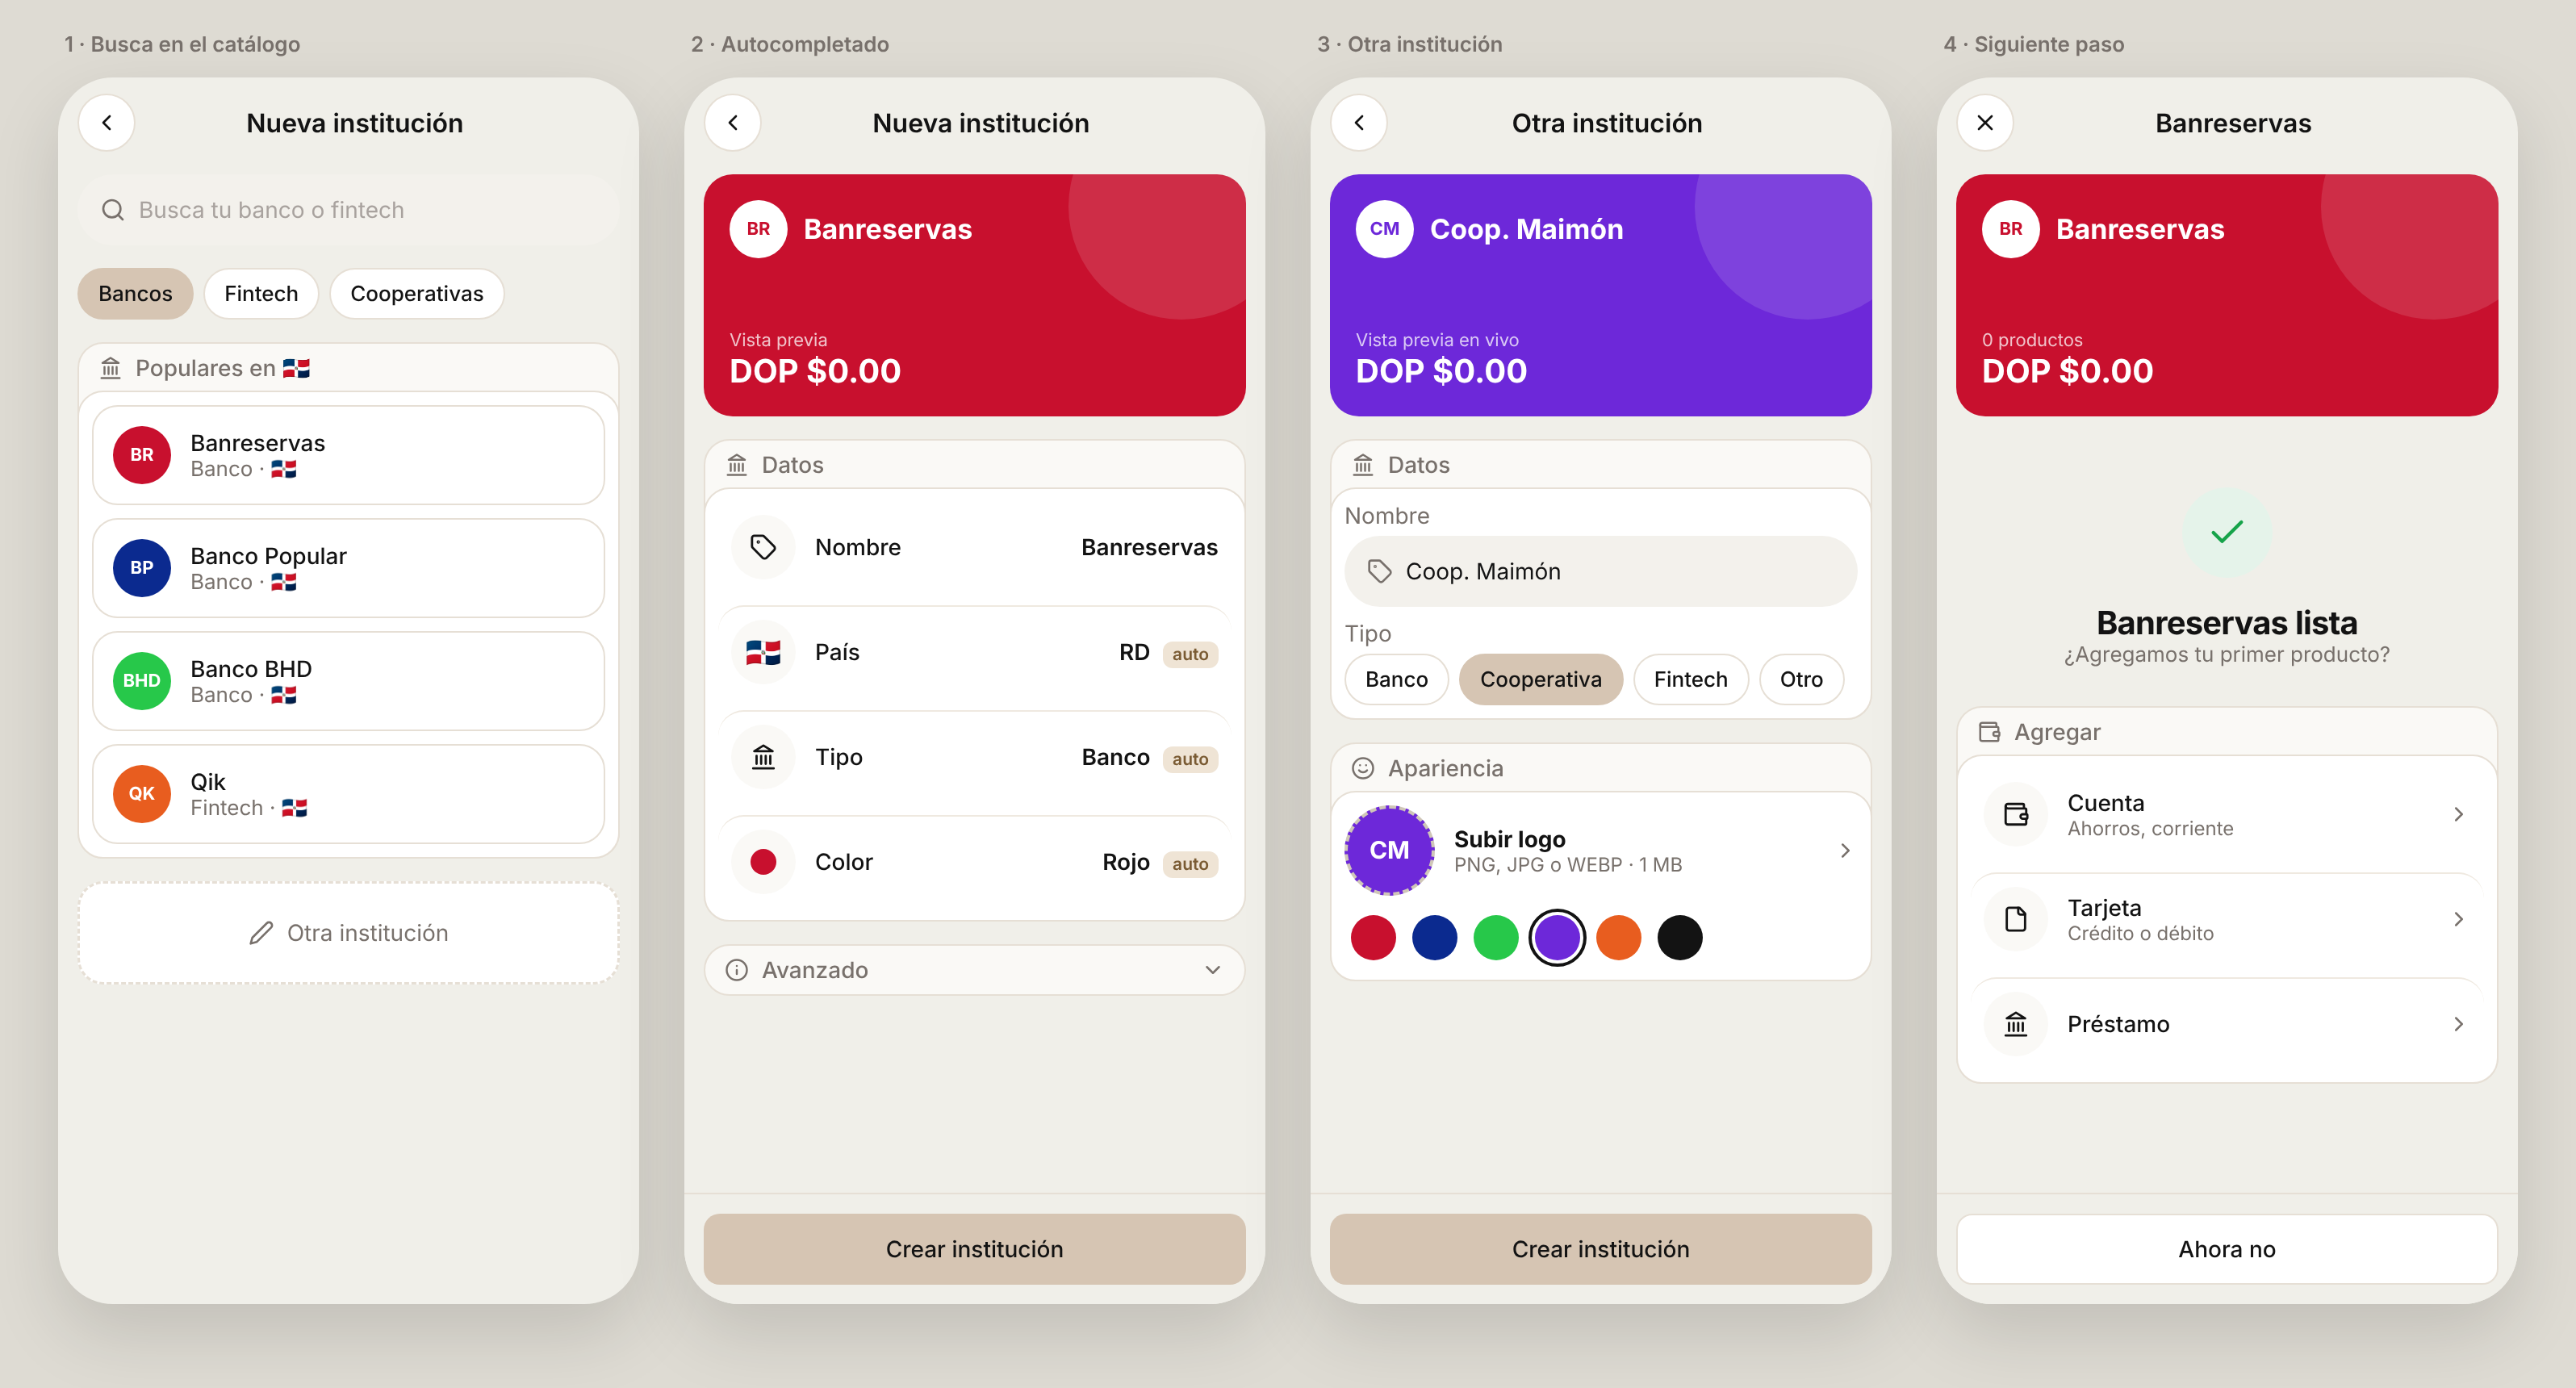 1 · Busca en el catálogo
Nueva institución
Busca tu banco o fintech
Bancos
Fintech
Cooperativas
Populares en 🇩🇴
BR
Banreservas
Banco · 🇩🇴
BP
Banco Popular
Banco · 🇩🇴
BHD
Banco BHD
Banco · 🇩🇴
QK
Qik
Fintech · 🇩🇴
Otra institución
2 · Autocompletado
Nueva institución
BR
Banreservas
Vista previa
DOP $0.00
Datos
Nombre
Banreservas
País
RD
auto
Tipo
Banco
auto
Color
Rojo
auto
Avanzado
Crear institución
3 · Otra institución
Otra institución
CM
Coop. Maimón
Vista previa en vivo
DOP $0.00
Datos
Nombre
Coop. Maimón
Tipo
Banco
Cooperativa
Fintech
Otro
Apariencia
CM
Subir logo
PNG, JPG o WEBP · 1 MB
Crear institución
4 · Siguiente paso
Banreservas
BR
Banreservas
0 productos
DOP $0.00
Banreservas lista
¿Agregamos tu primer producto?
Agregar
Cuenta
Ahorros, corriente
Tarjeta
Crédito o débito
Préstamo
Ahora no